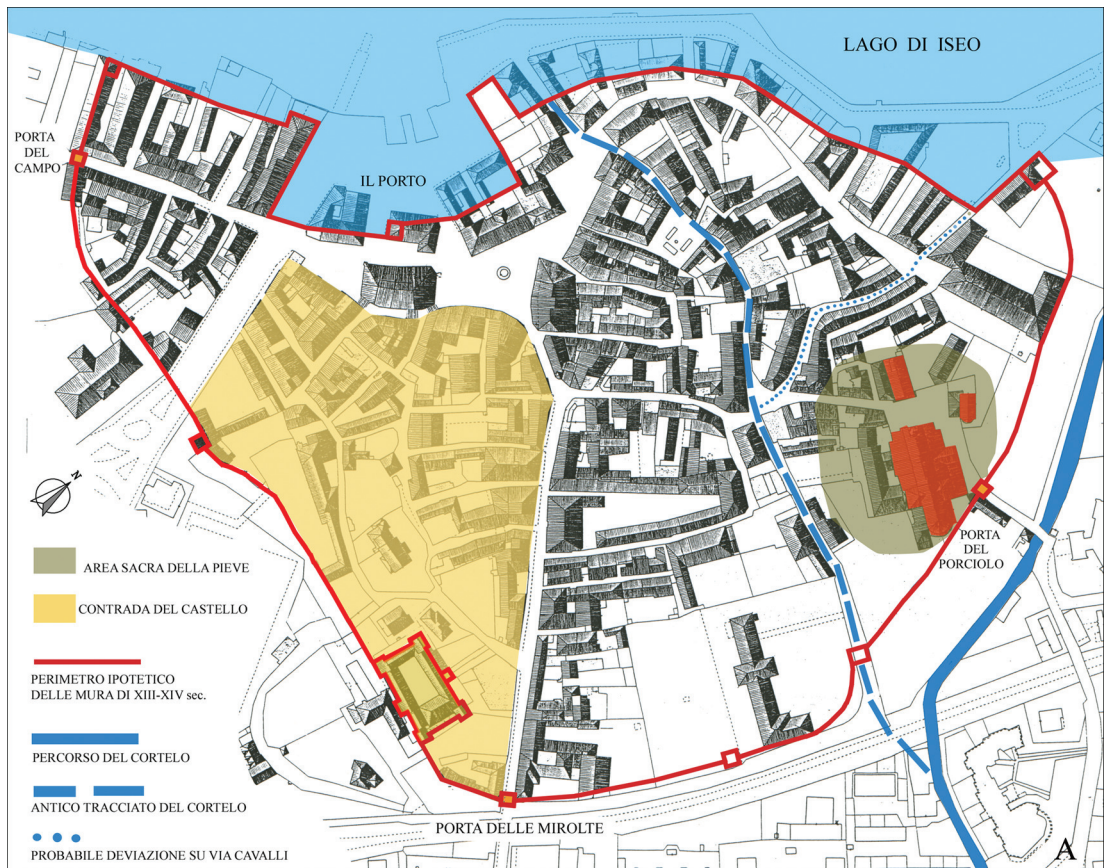 LAGO DI ISEO
PORTA
DEL
CAMPO
IL PORTO
N
PORTA
DEL
PORCIOLO
AREA SACRA DELLA PIEVE
CONTRADA DEL CASTELLO
PERIMETRO IPOTETICO
DELLE MURA DI XIII-XIV sec.
PERCORSO DEL CORTELO
ANTICO TRACCIATO DEL CORTELO
PROBABILE DEVIAZIONE SU VIA CAVALLI
PORTA DELLE MIROLTE
A